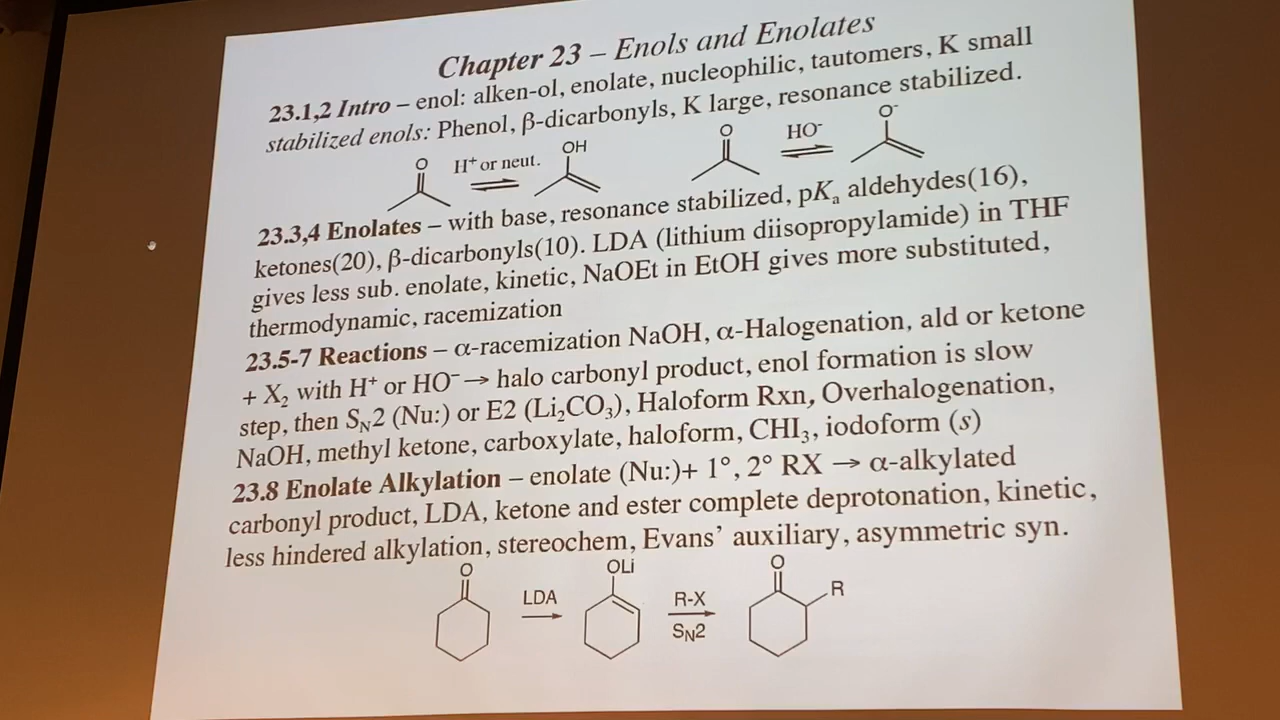 Chapter 23 – Enols and Enolates
23.1,2 Intro – enol: alken-ol, enolate, nucleophilic, tautomers, K small
stabilized enols: Phenol, β-dicarbonyls, K large, resonance stabilized.
O H⁺ or neut. OH O HO⁻ O⁻
23.3,4 Enolates – with base, resonance stabilized, pKₐ aldehydes(16),
ketones(20), β-dicarbonyls(10). LDA (lithium diisopropylamide) in THF
gives less sub. enolate, kinetic, NaOEt in EtOH gives more substituted,
thermodynamic, racemization
23.5-7 Reactions – α-racemization NaOH, α-Halogenation, ald or ketone
+ X₂ with H⁺ or HO⁻ → halo carbonyl product, enol formation is slow
step, then Sɴ2 (Nu:) or E2 (Li₂CO₃), Haloform Rxn, Overhalogenation,
NaOH, methyl ketone, carboxylate, haloform, CHI₃, iodoform (s)
23.8 Enolate Alkylation – enolate (Nu:)+ 1°, 2° RX → α-alkylated
carbonyl product, LDA, ketone and ester complete deprotonation, kinetic,
less hindered alkylation, stereochem, Evans’ auxiliary, asymmetric syn.
O LDA OLi R-X O R
Sɴ2